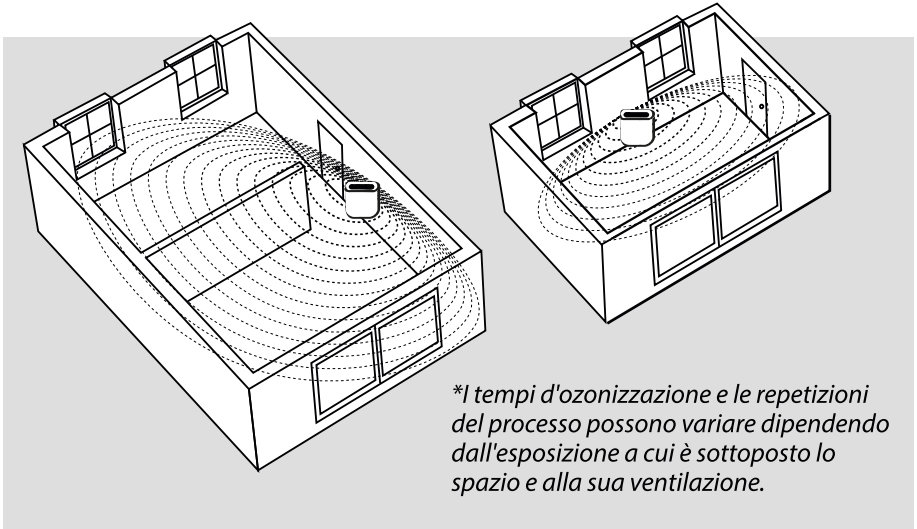 *I tempi d'ozonizzazione e le repetizioni
del processo possono variare dipendendo
dall'esposizione a cui è sottoposto lo
spazio e alla sua ventilazione.